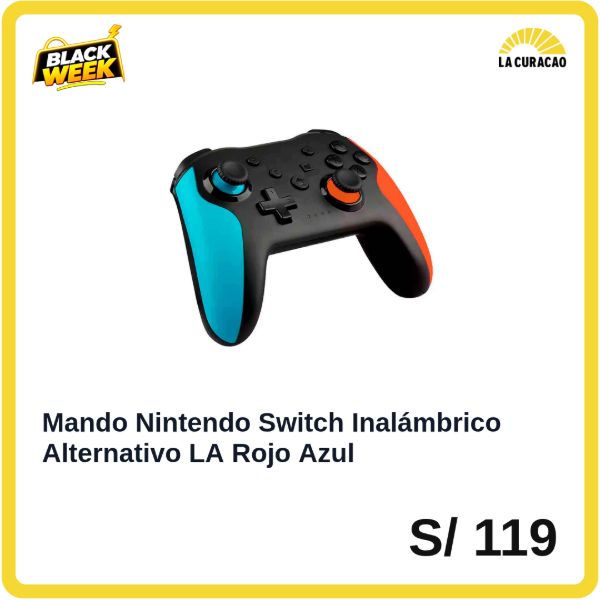 BLACK
WEEK
LA CURACAO
Mando Nintendo Switch Inalámbrico
Alternativo LA Rojo Azul
S/ 119